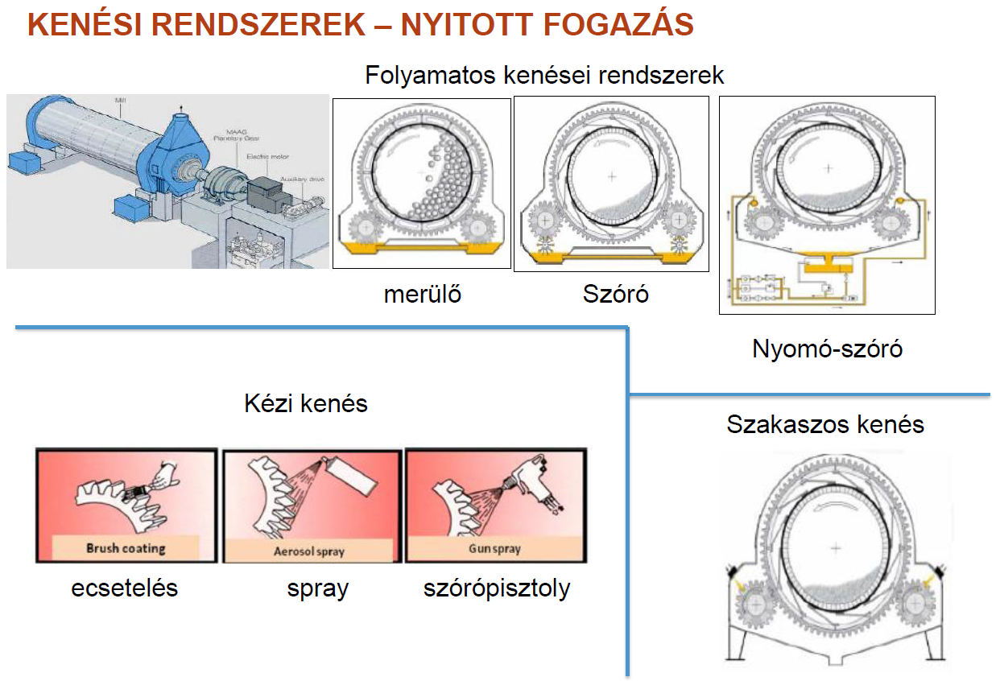 KENÉSI RENDSZEREK – NYITOTT FOGAZÁS
Folyamatos kenései rendszerek
Mill
MAAG
Planetary Gear
Electric motor
Auxiliary drive
merülő
Szóró
Nyomó-szóró
Kézi kenés
Brush coating
Aerosol spray
Gun spray
ecsetelés
spray
szórópisztoly
Szakaszos kenés